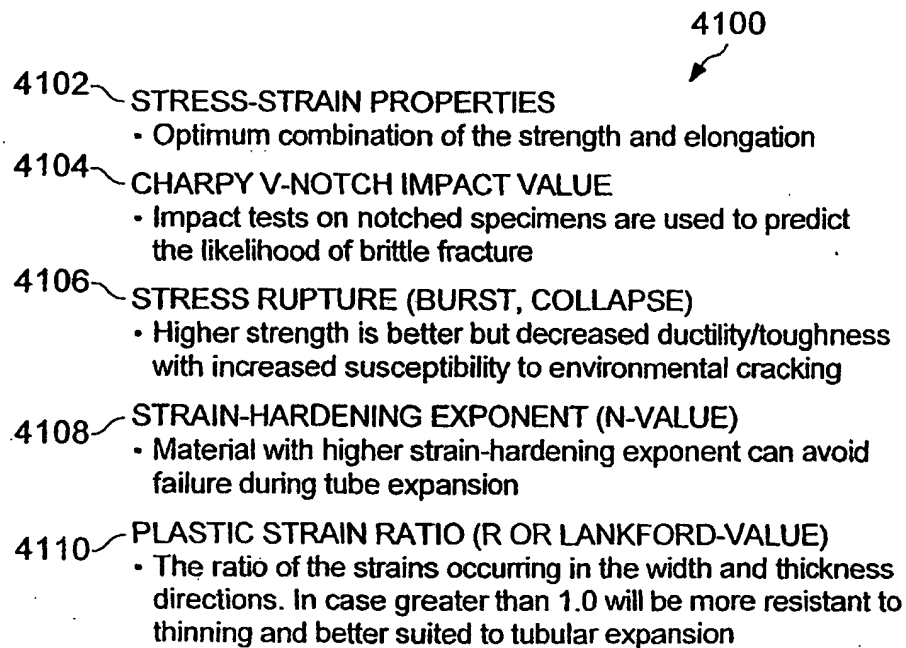 4100
4102 STRESS-STRAIN PROPERTIES
• Optimum combination of the strength and elongation
4104 CHARPY V-NOTCH IMPACT VALUE
• Impact tests on notched specimens are used to predict
the likelihood of brittle fracture
4106 STRESS RUPTURE (BURST, COLLAPSE)
• Higher strength is better but decreased ductility/toughness
with increased susceptibility to environmental cracking
4108 STRAIN-HARDENING EXPONENT (N-VALUE)
• Material with higher strain-hardening exponent can avoid
failure during tube expansion
4110 PLASTIC STRAIN RATIO (R OR LANKFORD-VALUE)
• The ratio of the strains occurring in the width and thickness
directions. In case greater than 1.0 will be more resistant to
thinning and better suited to tubular expansion